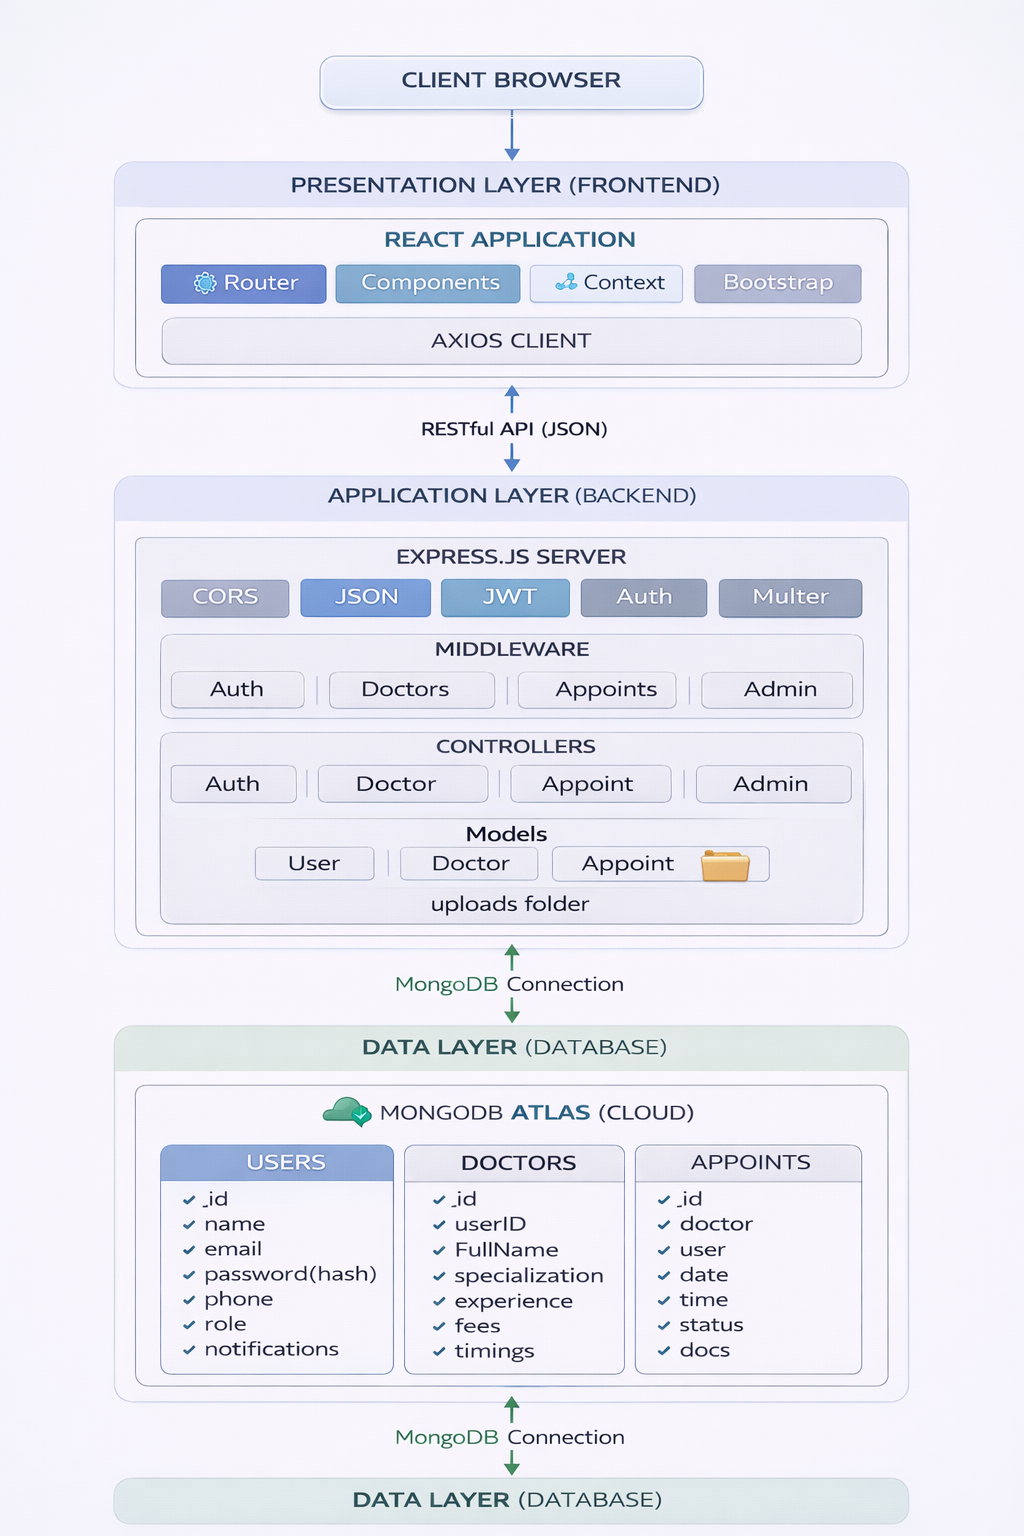 CLIENT BROWSER
PRESENTATION LAYER (FRONTEND)
REACT APPLICATION
Router Components Context Bootstrap
AXIOS CLIENT
RESTful API (JSON)
APPLICATION LAYER (BACKEND)
EXPRESS.JS SERVER
CORS JSON JWT Auth Multer
MIDDLEWARE
Auth Doctors Appoints Admin
CONTROLLERS
Auth Doctor Appoint Admin
Models
User Doctor Appoint
uploads folder
MongoDB Connection
DATA LAYER (DATABASE)
MONGODB ATLAS (CLOUD)
USERS
_id
name
email
password(hash)
phone
role
notifications
DOCTORS
_id
userID
FullName
specialization
experience
fees
timings
APPOINTS
_id
doctor
user
date
time
status
docs
MongoDB Connection
DATA LAYER (DATABASE)